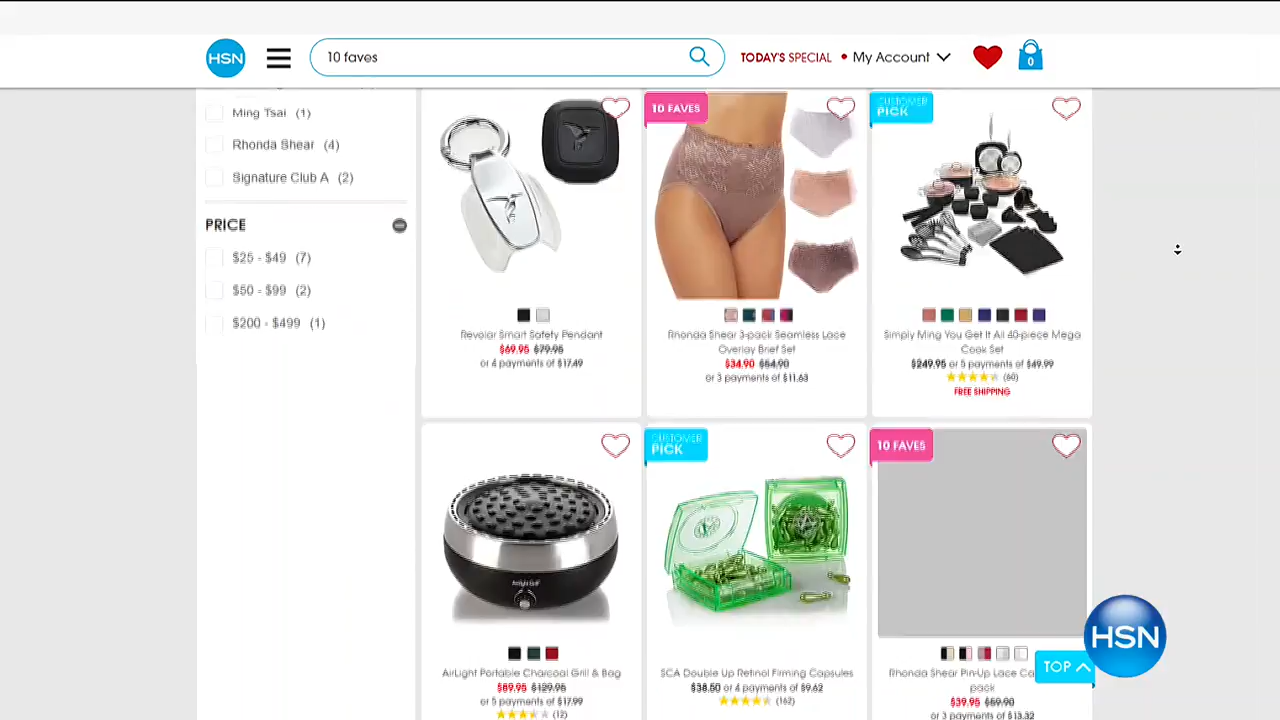 HSN
10 faves
TODAY'S SPECIAL
My Account
0
Ming Tsai (1)
Rhonda Shear (4)
Signature Club A (2)
PRICE
$25 - $49 (7)
$50 - $99 (2)
$200 - $499 (1)
Revolar Smart Safety Pendant
$69.95 $79.95
or 4 payments of $17.49
10 FAVES
Rhonda Shear 3-pack Seamless Lace
Overlay Brief Set
$34.90 $54.90
or 3 payments of $11.63
CUSTOMER
PICK
Simply Ming You Get It All 40-piece Mega
Cook Set
$249.95 or 5 payments of $49.99
(60)
FREE SHIPPING
AirLight Portable Charcoal Grill & Bag
$89.95 $129.95
or 5 payments of $17.99
(12)
CUSTOMER
PICK
SCA Double Up Retinol Firming Capsules
$38.50 or 4 payments of $9.62
(162)
10 FAVES
Rhonda Shear Pin-Up Lace
pack
$39.95
or 3 payments of $13.32
TOP
HSN